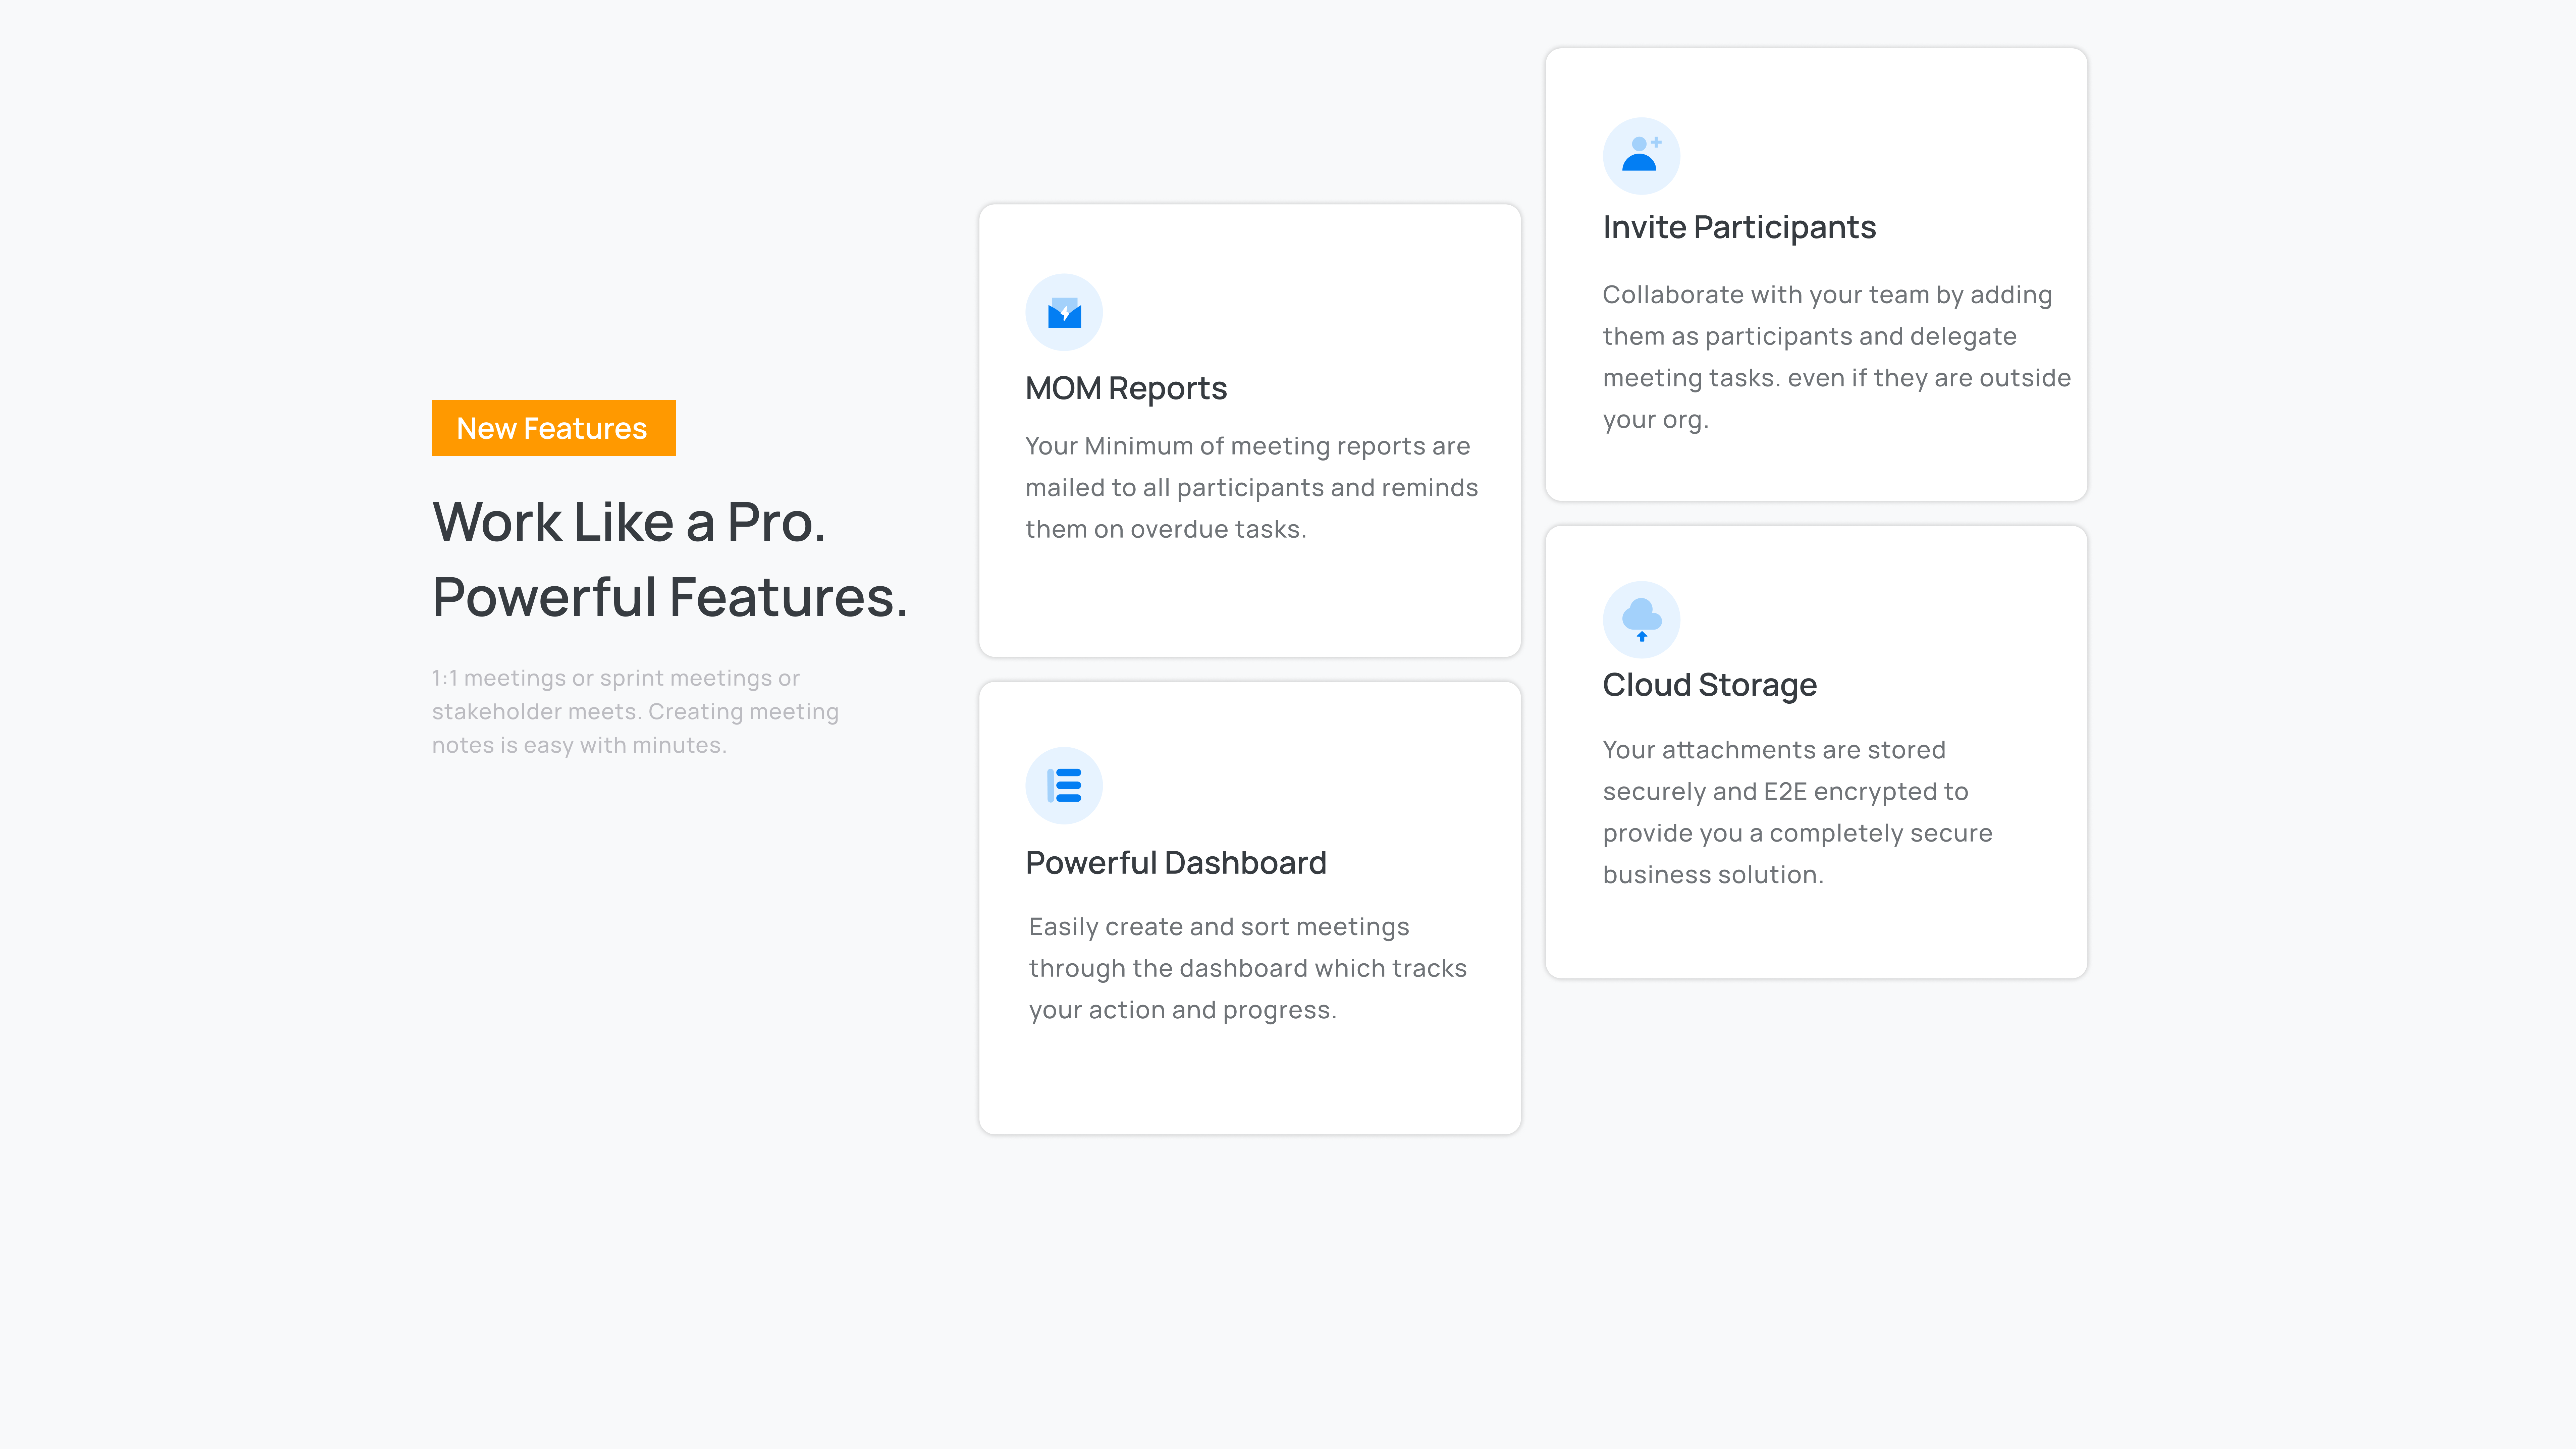 New Features
Work Like a Pro.
Powerful Features.
1:1 meetings or sprint meetings or
stakeholder meets. Creating meeting
notes is easy with minutes.
MOM Reports
Your Minimum of meeting reports are
mailed to all participants and reminds
them on overdue tasks.
Powerful Dashboard
Easily create and sort meetings
through the dashboard which tracks
your action and progress.
Invite Participants
Collaborate with your team by adding
them as participants and delegate
meeting tasks. even if they are outside
your org.
Cloud Storage
Your attachments are stored
securely and E2E encrypted to
provide you a completely secure
business solution.